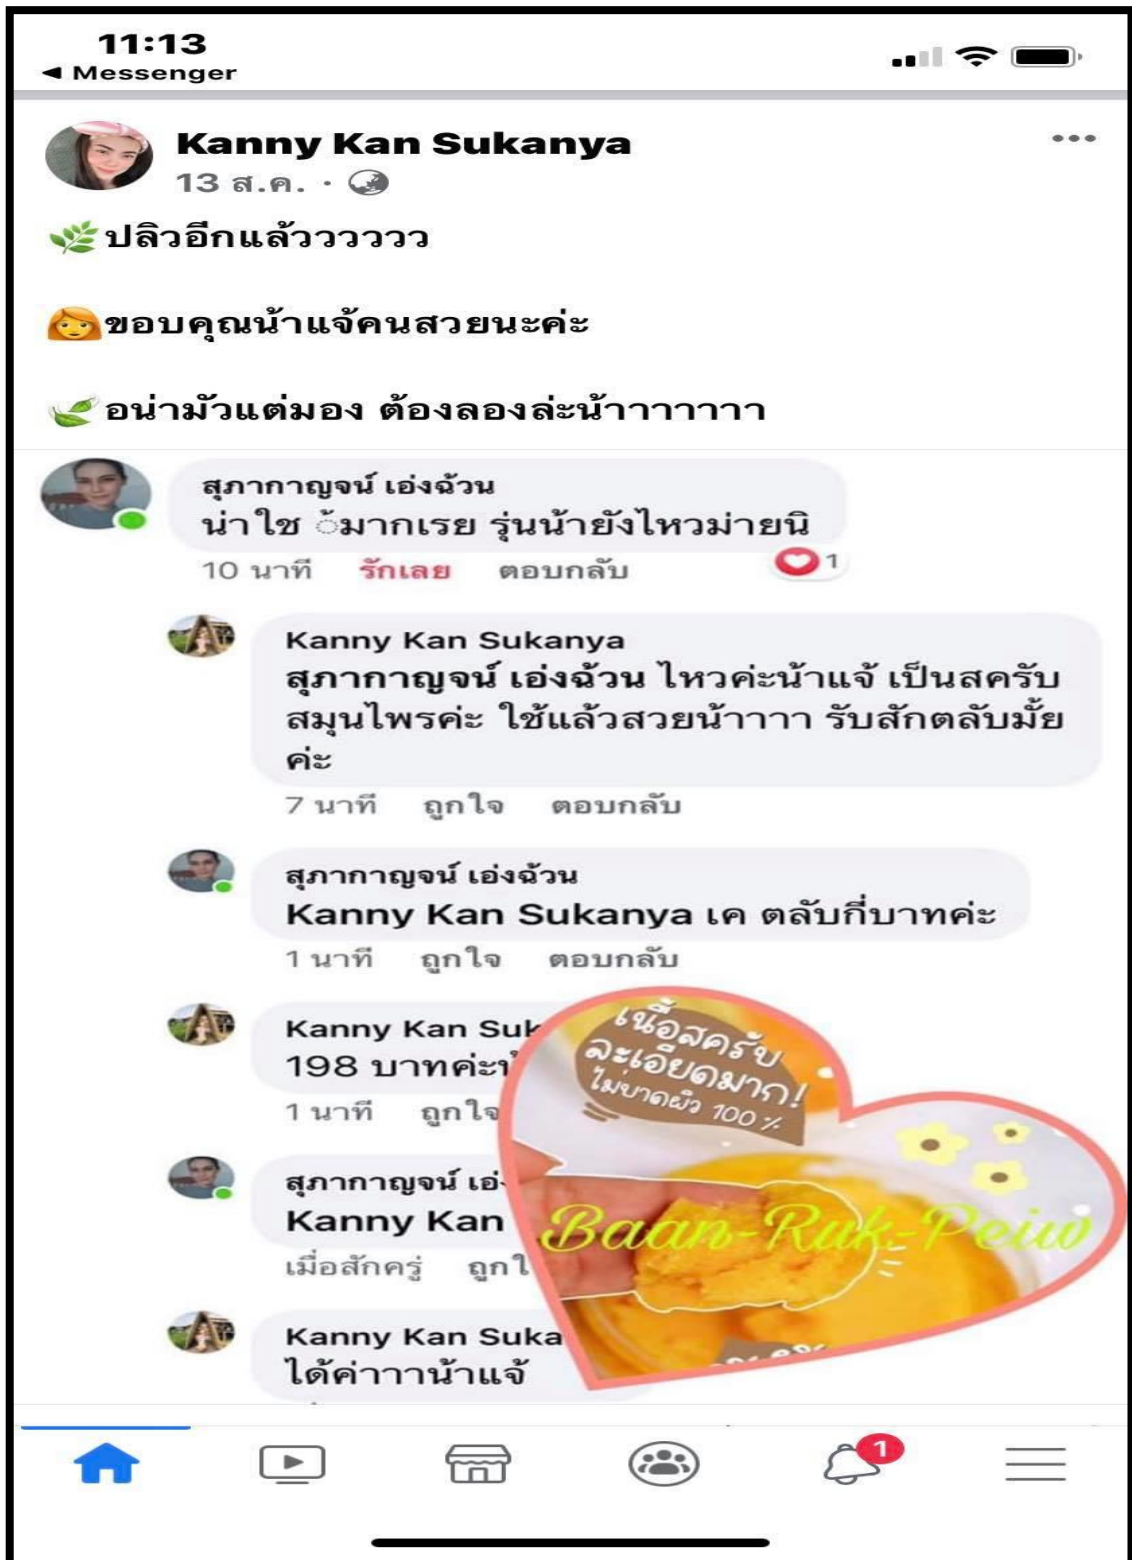 11:13
◄ Messenger
Kanny Kan Sukanya
13 ส.ค. ·
ปลิวอีกแล้วววววว
ขอบคุณน้าแจ้คนสวยนะค่ะ
อน่ามัวแต่มอง ต้องลองล่ะน้าาาาาาา
สุภากาญจน์ เอ่งฉ้วน
น่าใช ้มากเรย รุ่นน้ายังไหวม่ายนิ
10 นาที รักเลย ตอบกลับ 1
Kanny Kan Sukanya
สุภากาญจน์ เอ่งฉ้วน ไหวค่ะน้าแจ้ เป็นสครับ
สมุนไพรค่ะ ใช้แล้วสวยน้าาาา รับสักตลับมั้ย
ค่ะ
7 นาที ถูกใจ ตอบกลับ
สุภากาญจน์ เอ่งฉ้วน
Kanny Kan Sukanya เค ตลับกี่บาทค่ะ
1 นาที ถูกใจ ตอบกลับ
Kanny Kan Suk
198 บาทค่ะ
1 นาที ถูกใจ
เนื้อสครับ
ละเอียดมาก!
ไม่บาดผิว 100%
สุภากาญจน์ เอ่
Kanny Kan
เมื่อสักครู่ ถูกใ
Baan-Ruk-Peiw
Kanny Kan Suka
ได้ค่าาาน้าแจ้
1